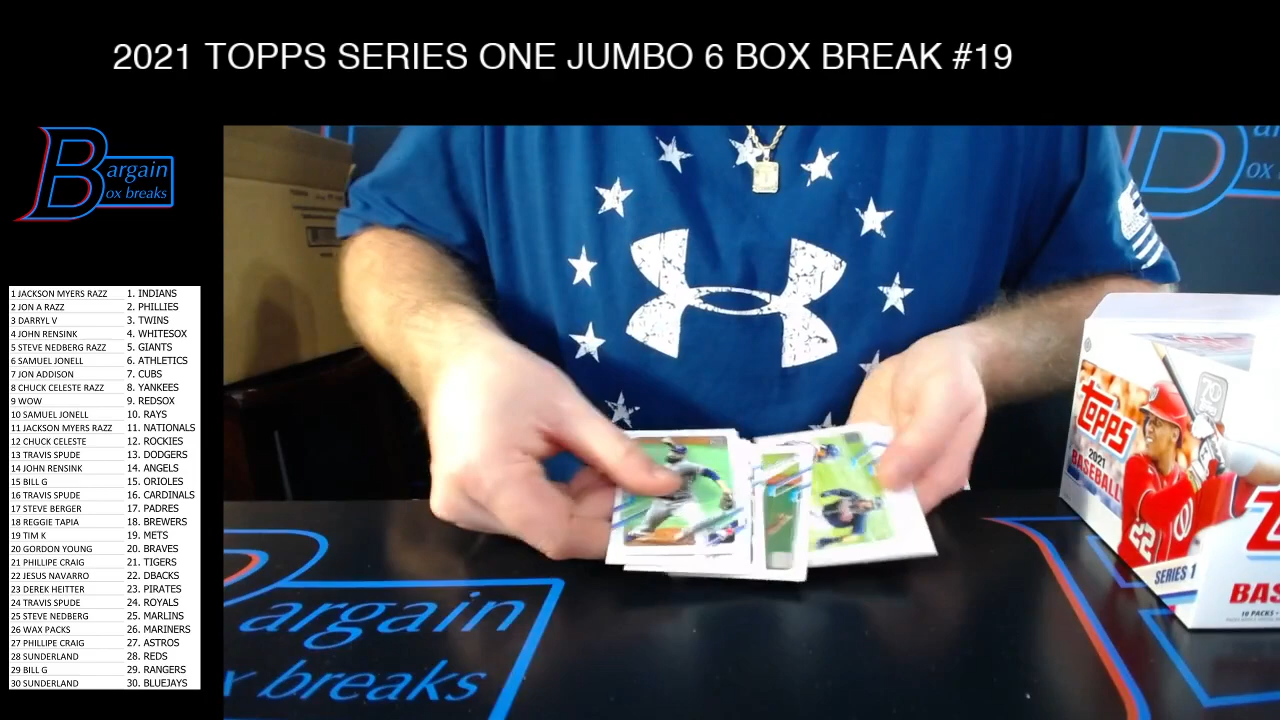 2021 TOPPS SERIES ONE JUMBO 6 BOX BREAK #19
Bargain
Box breaks
1 JACKSON MYERS RAZZ 1. INDIANS
2 JON A RAZZ 2. PHILLIES
3 DARRYL V 3. TWINS
4 JOHN RENSINK 4. WHITESOX
5 STEVE NEDBERG RAZZ 5. GIANTS
6 SAMUEL JONELL 6. ATHLETICS
7 JON ADDISON 7. CUBS
8 CHUCK CELESTE RAZZ 8. YANKEES
9 WOW 9. REDSOX
10 SAMUEL JONELL 10. RAYS
11 JACKSON MYERS RAZZ 11. NATIONALS
12 CHUCK CELESTE 12. ROCKIES
13 TRAVIS SPUDE 13. DODGERS
14 JOHN RENSINK 14. ANGELS
15 BILL G 15. ORIOLES
16 TRAVIS SPUDE 16. CARDINALS
17 STEVE BERGER 17. PADRES
18 REGGIE TAPIA 18. BREWERS
19 TIM K 19. METS
20 GORDON YOUNG 20. BRAVES
21 PHILLIPE CRAIG 21. TIGERS
22 JESUS NAVARRO 22. DBACKS
23 DEREK HEITTER 23. PIRATES
24 TRAVIS SPUDE 24. ROYALS
25 STEVE NEDBERG 25. MARLINS
26 WAX PACKS 26. MARINERS
27 PHILLIPE CRAIG 27. ASTROS
28 SUNDERLAND 28. REDS
29 BILL G 29. RANGERS
30 SUNDERLAND 30. BLUEJAYS
ox
70
TOPPS
2021
BASEBALL
22
SERIES 1
BAS
10 PACKS
argain
x breaks